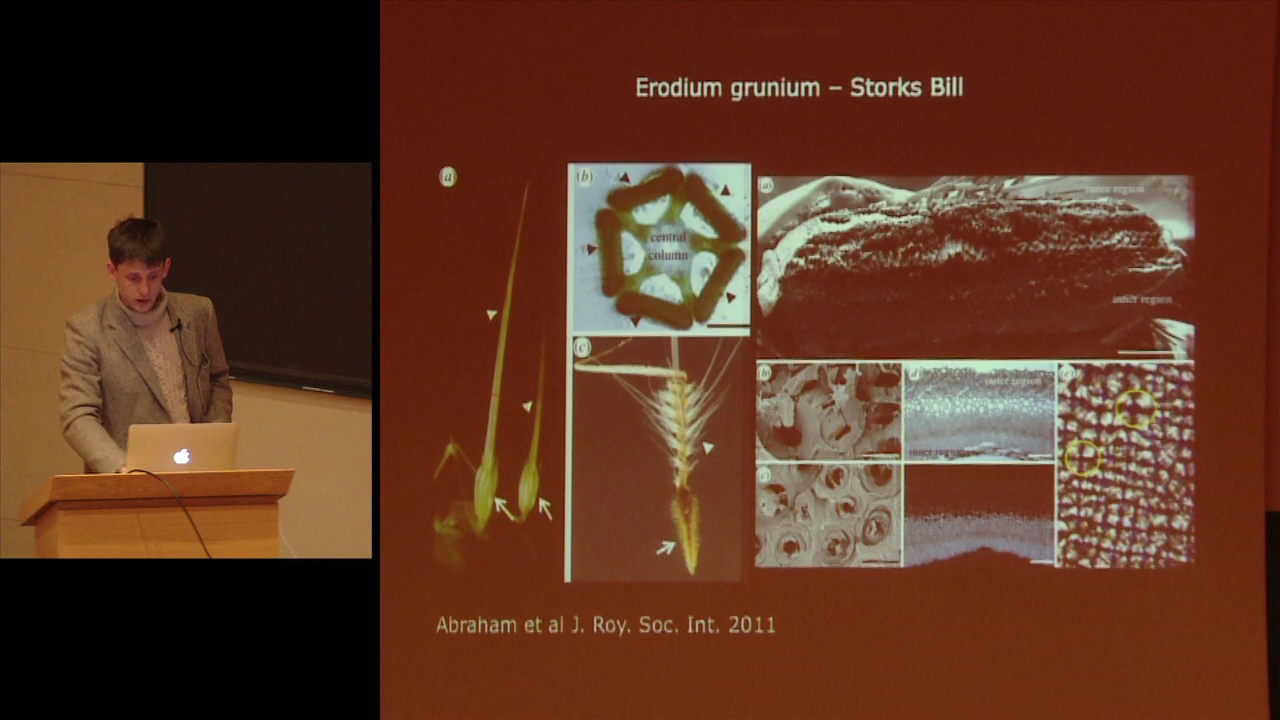 Erodium grunium – Storks Bill
(a)
(b)
central
column
(c)
(a)
outer region
inner region
(b)
(d)
outer region
inner region
(c)
(e)
Abraham et al J. Roy. Soc. Int. 2011